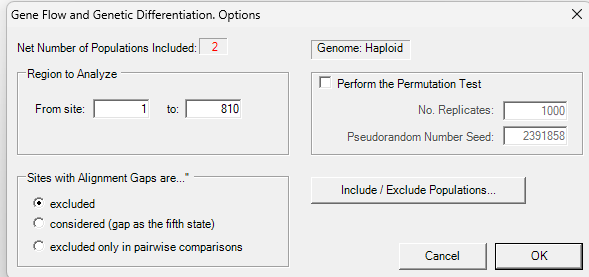 Gene Flow and Genetic Differentiation. Options
Net Number of Populations Included: 2
Genome: Haploid
Region to Analyze
From site: 1 to: 810
Perform the Permutation Test
No. Replicates: 1000
Pseudorandom Number Seed: 2391858
Sites with Alignment Gaps are...*
excluded
considered (gap as the fifth state)
excluded only in pairwise comparisons
Include / Exclude Populations...
Cancel
OK